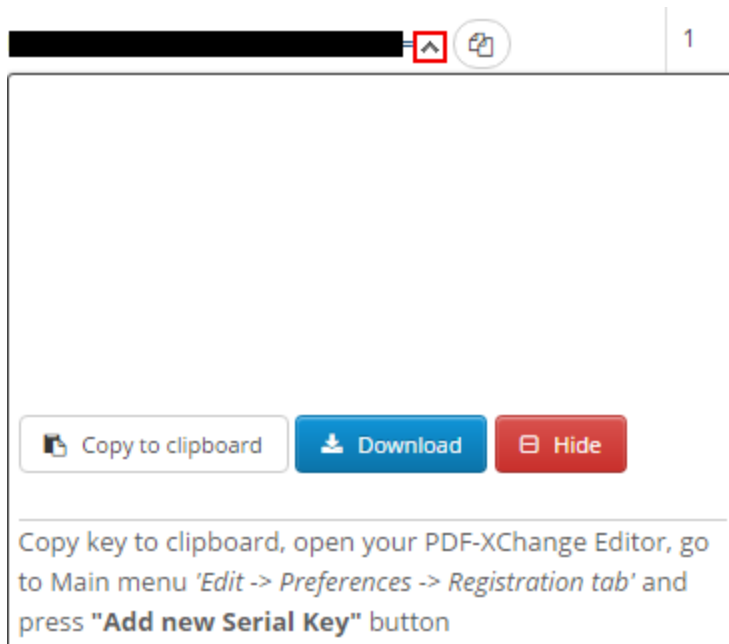 1
Copy to clipboard Download Hide
Copy key to clipboard, open your PDF-XChange Editor, go
to Main menu 'Edit -> Preferences -> Registration tab' and
press "Add new Serial Key" button